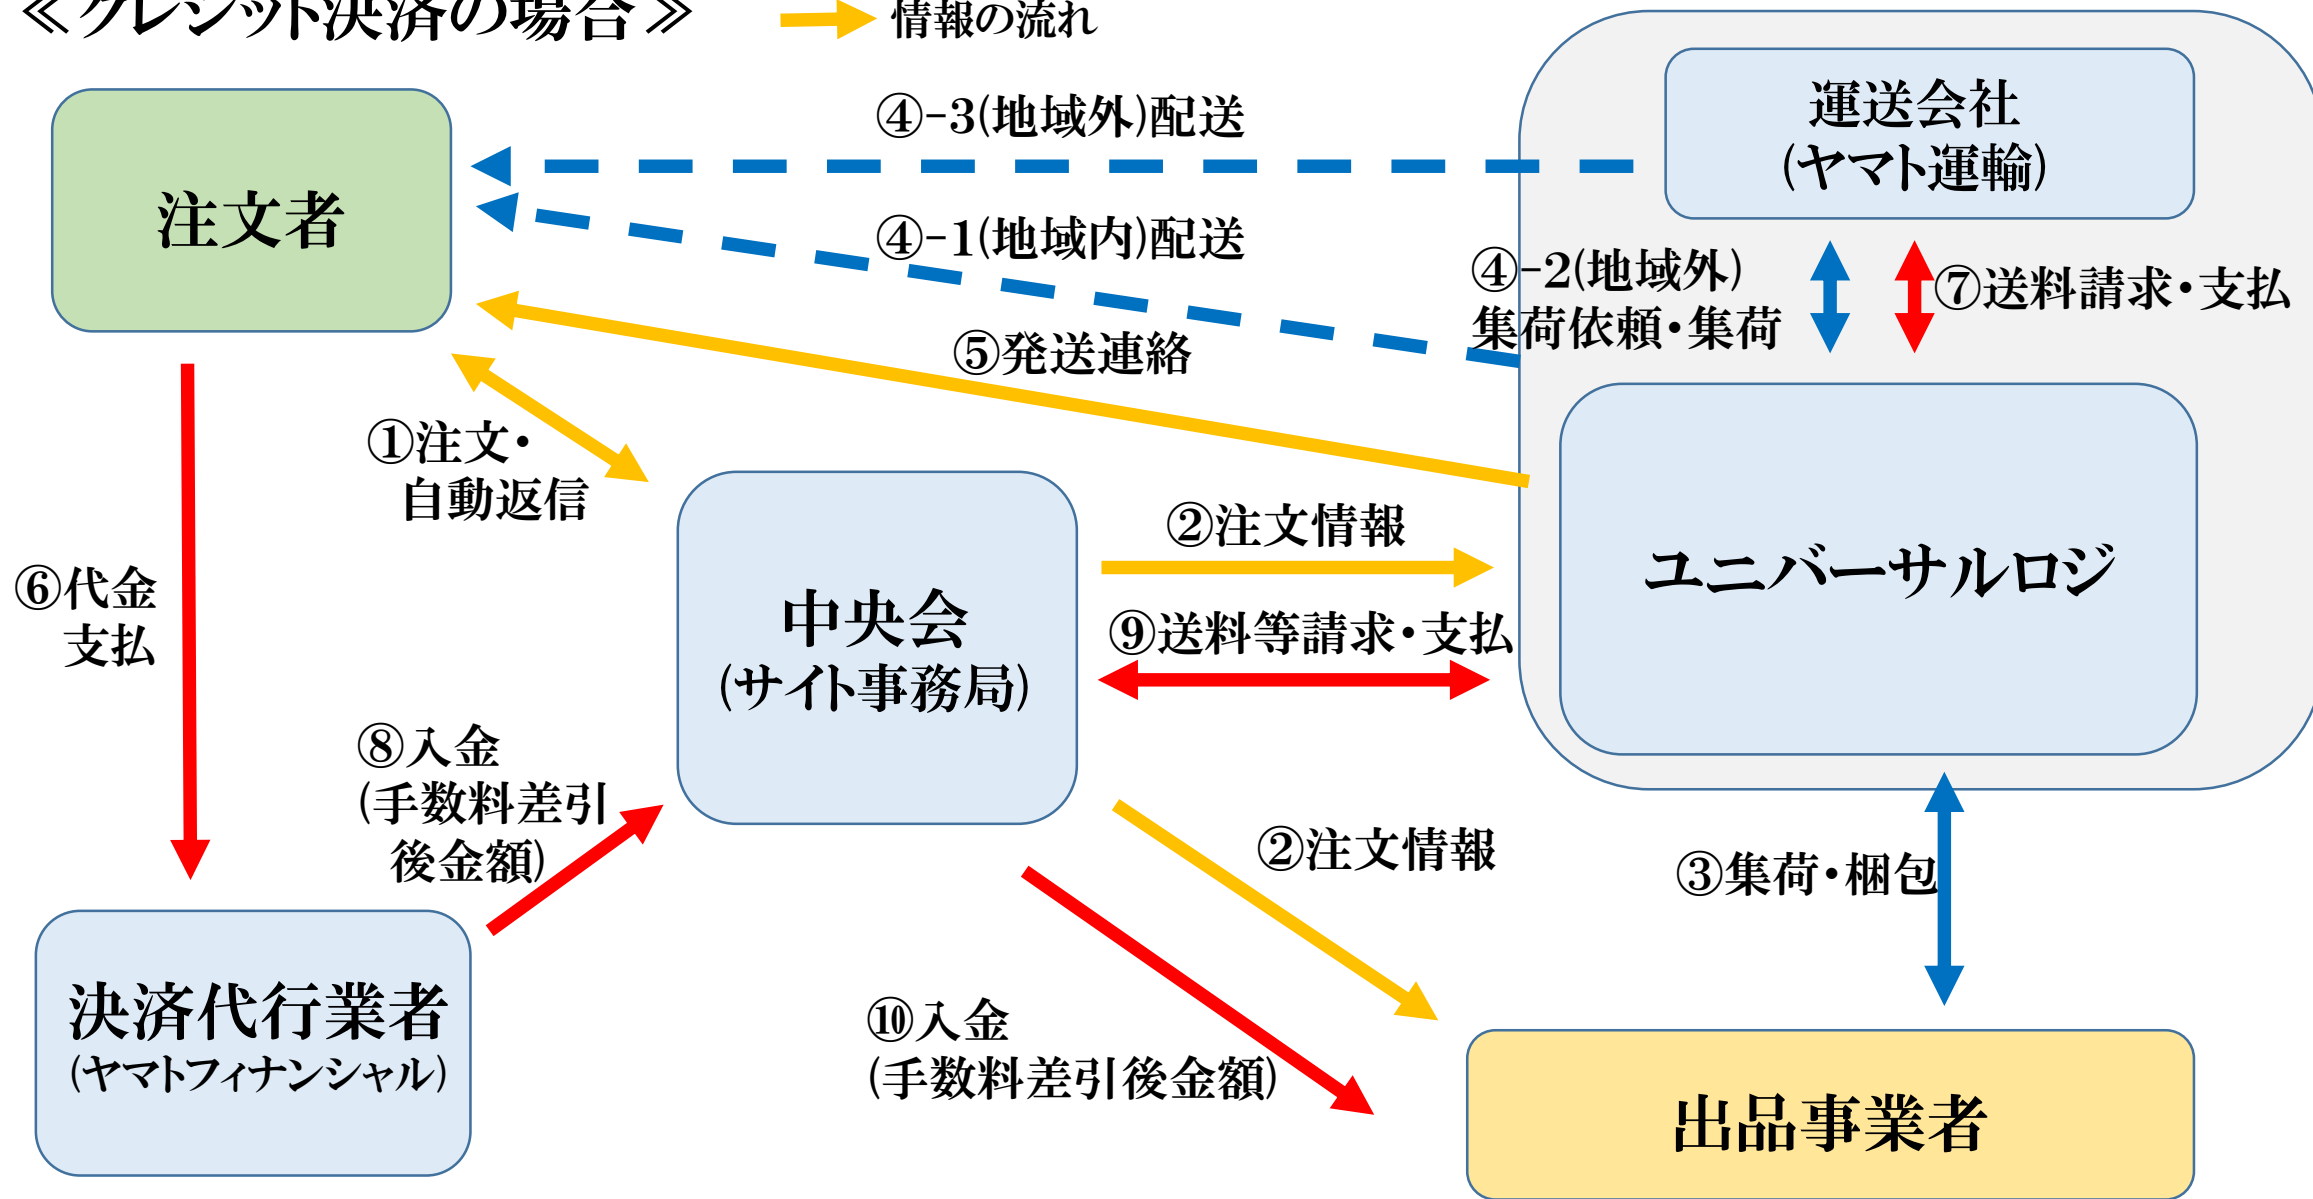 ≪クレジット決済の場合≫
情報の流れ
運送会社
(ヤマト運輸)
④-3(地域外)配送
注文者
④-1(地域内)配送
④-2(地域外)
集荷依頼・集荷
⑦送料請求・支払
⑤発送連絡
①注文・
自動返信
②注文情報
ユニバーサルロジ
⑥代金
支払
中央会
(サイト事務局)
⑨送料等請求・支払
⑧入金
(手数料差引
後金額)
②注文情報
③集荷・梱包
決済代行業者
(ヤマトフィナンシャル)
⑩入金
(手数料差引後金額)
出品事業者